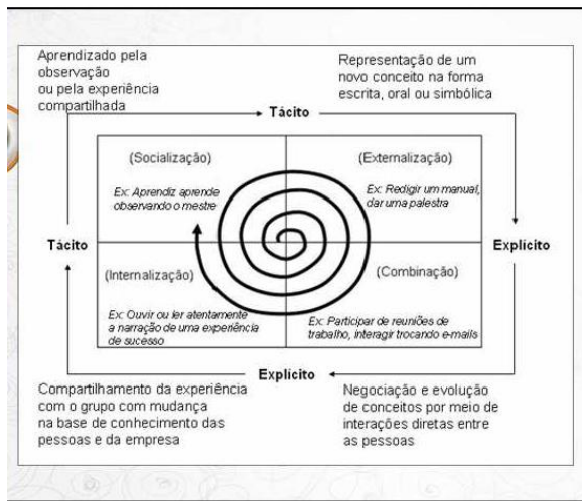 Aprendizado pela
observação
ou pela experiência
compartilhada
Representação de um
novo conceito na forma
escrita, oral ou simbólica
Tácito
(Socialização)
Ex: Aprendiz aprende
observando o mestre
(Externalização)
Ex: Redigir um manual,
dar uma palestra
Tácito
Explícito
(Internalização)
Ex: Ouvir ou ler atentamente
a narração de uma experiência
de sucesso
(Combinação)
Ex: Participar de reuniões de
trabalho, interagir trocando e-mails
Explícito
Compartilhamento da experiência
com o grupo com mudança
na base de conhecimento das
pessoas e da empresa
Negociação e evolução
de conceitos por meio de
interações diretas entre
as pessoas